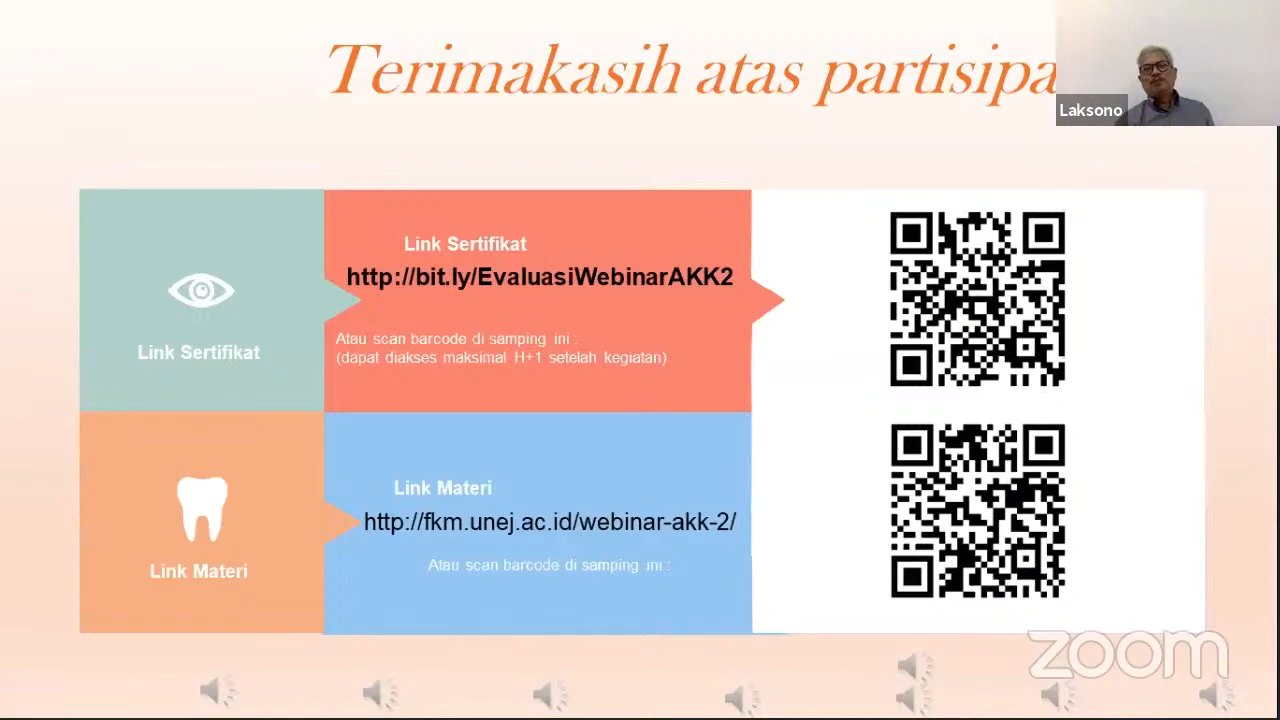 Terimakasih atas partisipa
Laksono
Link Sertifikat
Link Sertifikat
http://bit.ly/EvaluasiWebinarAKK2
Atau scan barcode di samping ini :
(dapat diakses maksimal H+1 setelah kegiatan)
Link Materi
Link Materi
http://fkm.unej.ac.id/webinar-akk-2/
Atau scan barcode di samping ini :
zoom